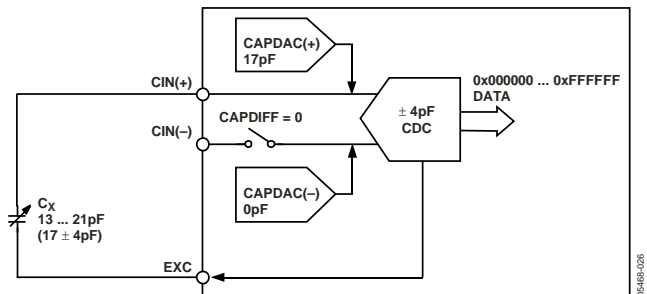 CAPDAC(+)
17pF
CIN(+)
0x000000 ... 0xFFFFFF
DATA
± 4pF
CDC
CIN(–)
CAPDIFF = 0
CAPDAC(–)
0pF
CX
13 ... 21pF
(17 ± 4pF)
EXC
05468-026